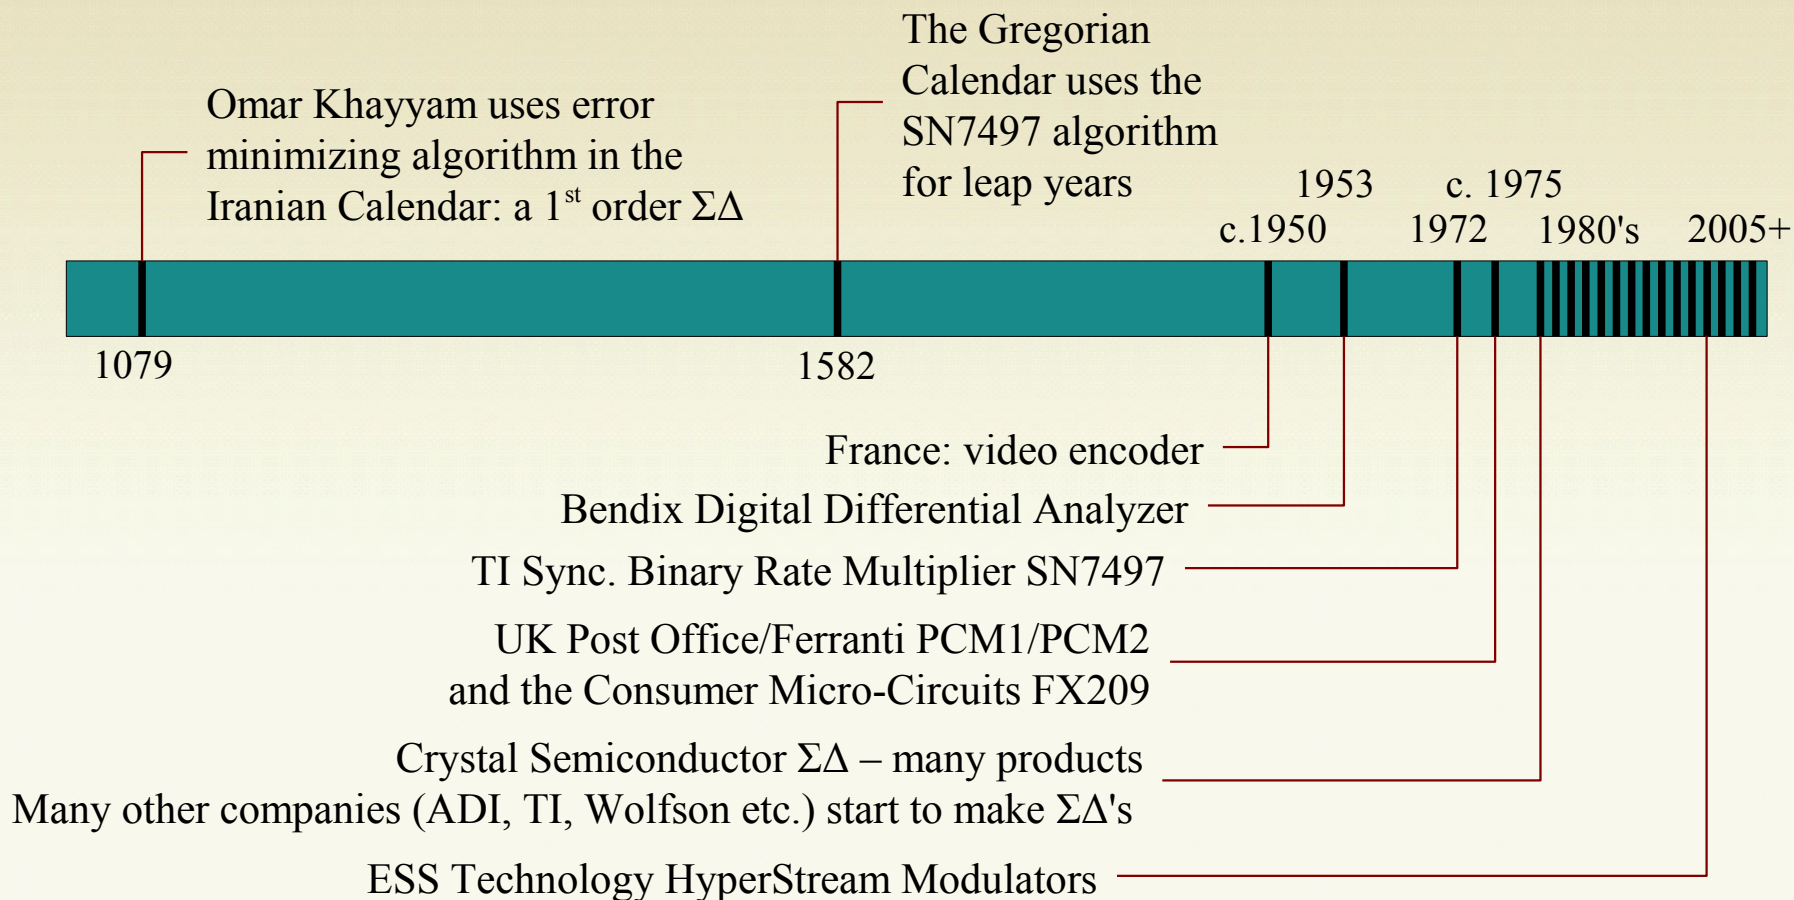 The Gregorian
Calendar uses the
SN7497 algorithm
for leap years
Omar Khayyam uses error
minimizing algorithm in the
Iranian Calendar: a 1st order ΣΔ
1953
c. 1975
c.1950
1972
1980's
2005+
1079
1582
France: video encoder
Bendix Digital Differential Analyzer
TI Sync. Binary Rate Multiplier SN7497
UK Post Office/Ferranti PCM1/PCM2
and the Consumer Micro-Circuits FX209
Crystal Semiconductor ΣΔ – many products
Many other companies (ADI, TI, Wolfson etc.) start to make ΣΔ's
ESS Technology HyperStream Modulators